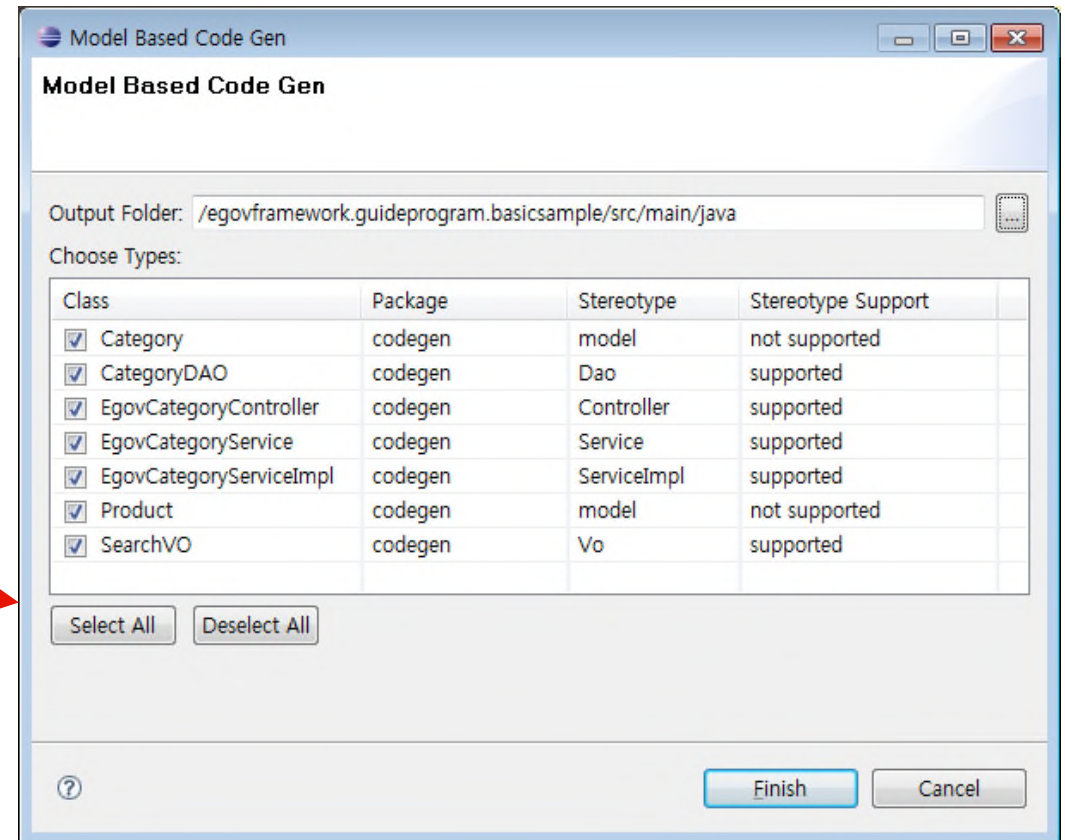 Model Based Code Gen
Model Based Code Gen
Output Folder: /egovframework.guideprogram.basicsample/src/main/java ...
Choose Types:
Class Package Stereotype Stereotype Support
Category codegen model not supported
CategoryDAO codegen Dao supported
EgovCategoryController codegen Controller supported
EgovCategoryService codegen Service supported
EgovCategoryServiceImpl codegen ServiceImpl supported
Product codegen model not supported
SearchVO codegen Vo supported
Select All Deselect All
? Finish Cancel